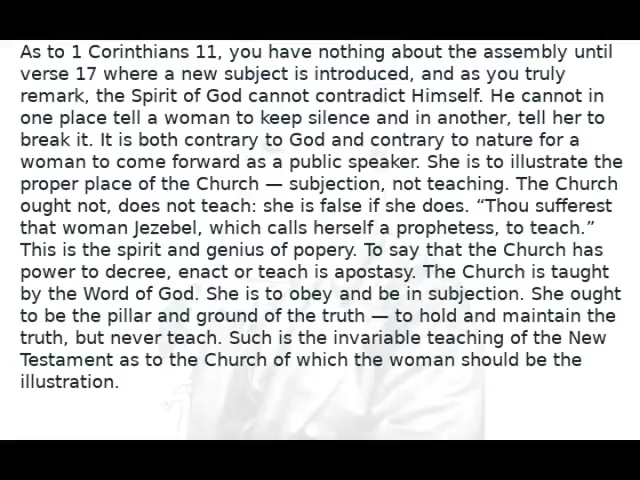 As to 1 Corinthians 11, you have nothing about the assembly until
verse 17 where a new subject is introduced, and as you truly
remark, the Spirit of God cannot contradict Himself. He cannot in
one place tell a woman to keep silence and in another, tell her to
break it. It is both contrary to God and contrary to nature for a
woman to come forward as a public speaker. She is to illustrate the
proper place of the Church — subjection, not teaching. The Church
ought not, does not teach: she is false if she does. “Thou sufferest
that woman Jezebel, which calls herself a prophetess, to teach.”
This is the spirit and genius of popery. To say that the Church has
power to decree, enact or teach is apostasy. The Church is taught
by the Word of God. She is to obey and be in subjection. She ought
to be the pillar and ground of the truth — to hold and maintain the
truth, but never teach. Such is the invariable teaching of the New
Testament as to the Church of which the woman should be the
illustration.